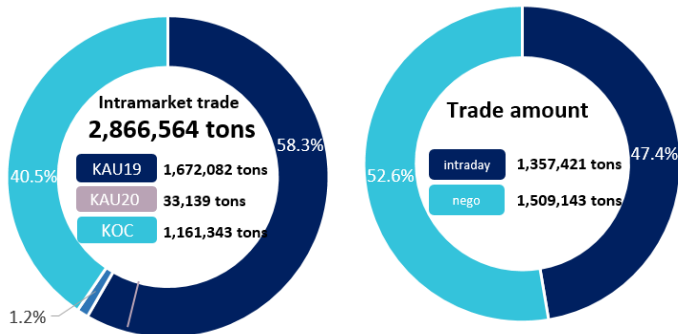 Intramarket trade
2,866,564 tons
KAU19 1,672,082 tons
KAU20 33,139 tons
KOC 1,161,343 tons
58.3%
40.5%
1.2%
Trade amount
intraday 1,357,421 tons
nego 1,509,143 tons
47.4%
52.6%